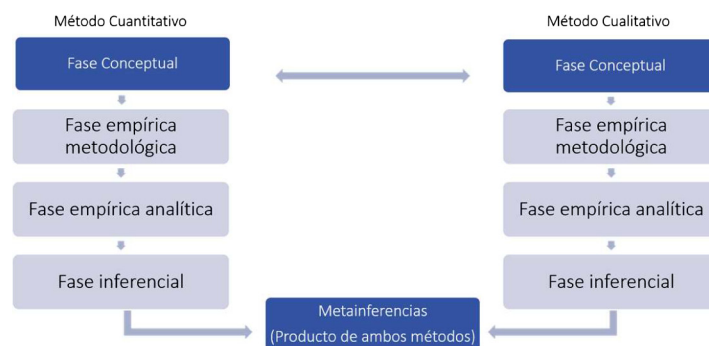 Método Cuantitativo
Fase Conceptual
Fase empírica
metodológica
Fase empírica analítica
Fase inferencial
Método Cualitativo
Fase Conceptual
Fase empírica
metodológica
Fase empírica analítica
Fase inferencial
Metainferencias
(Producto de ambos métodos)